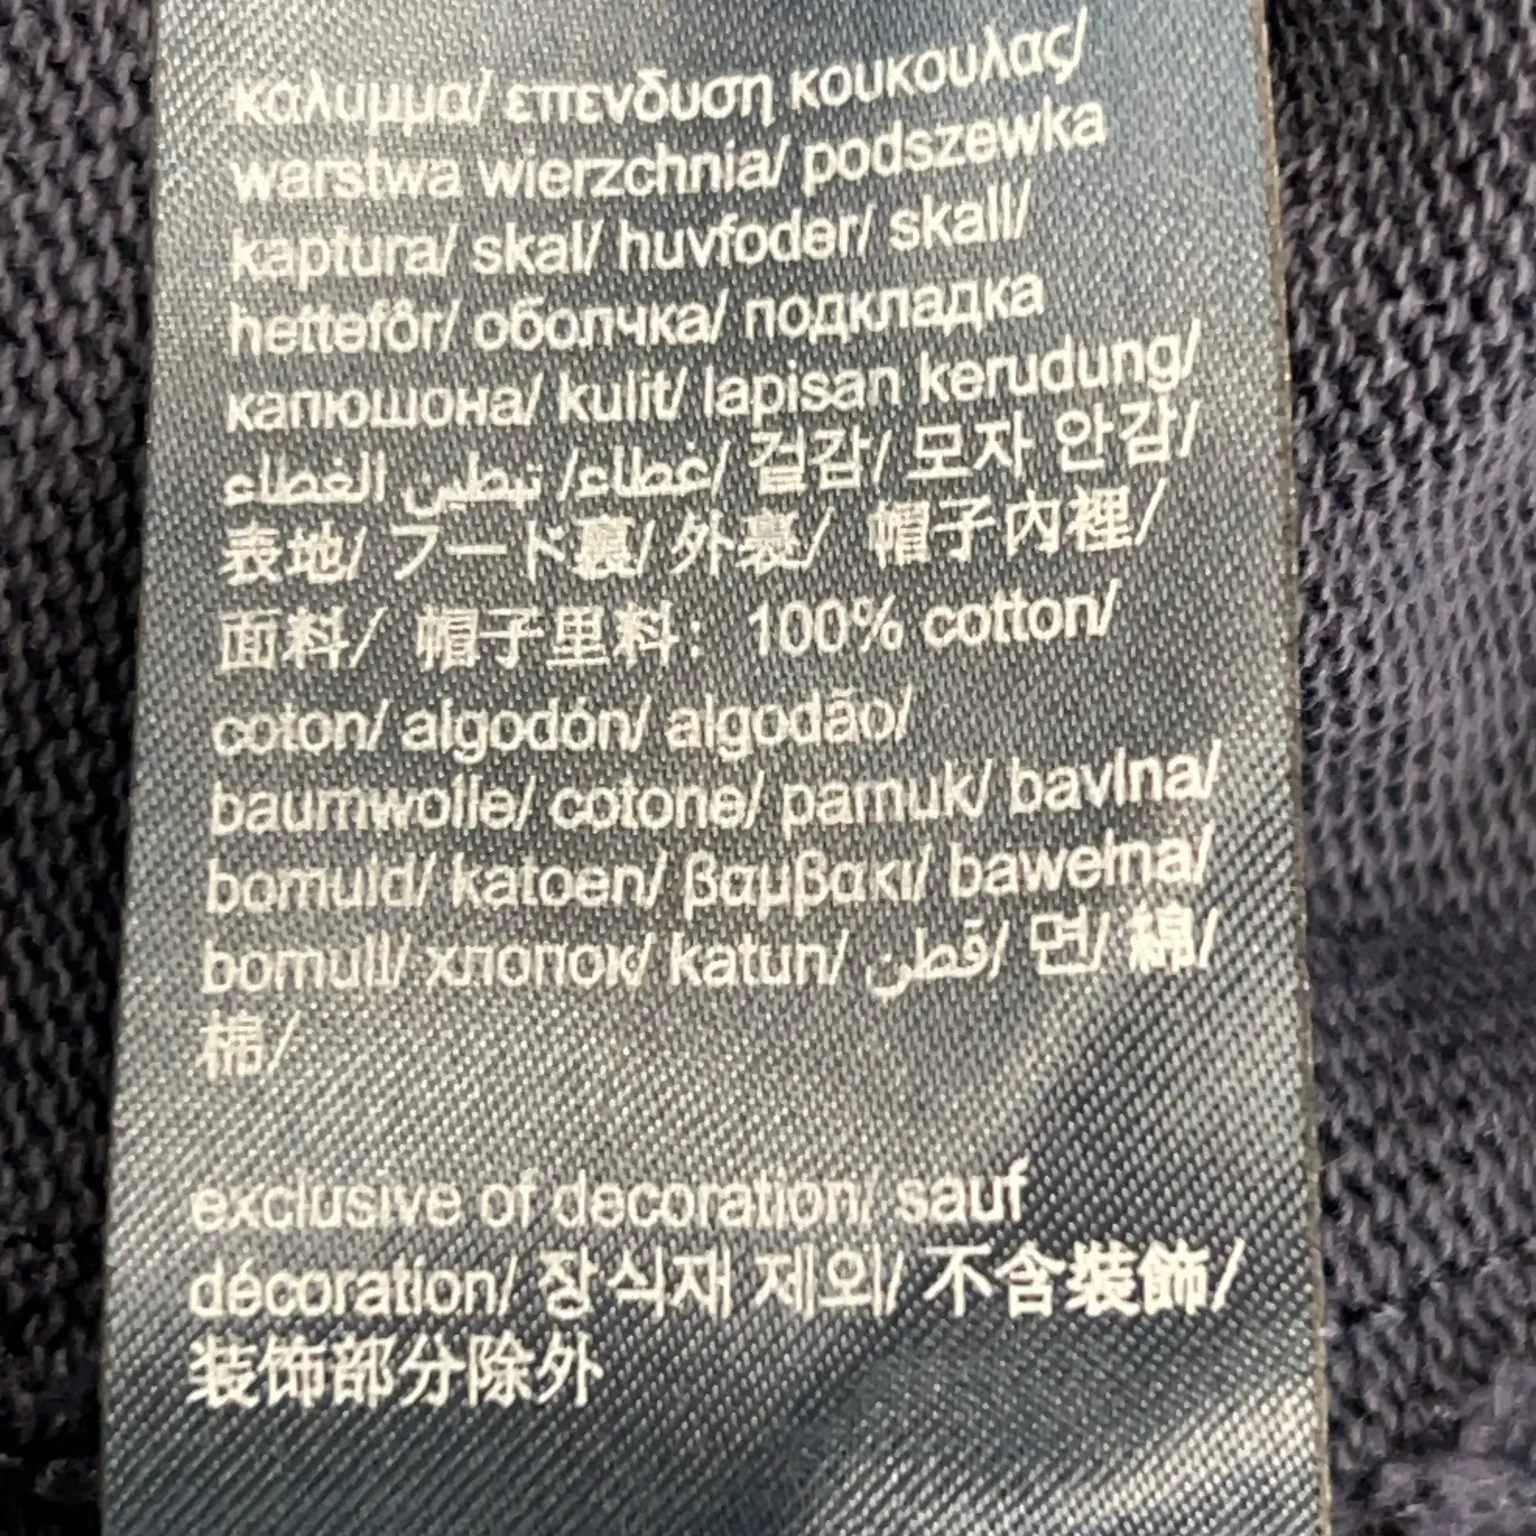 καλυμμα/ επενδυση κουκουλας/
warstwa wierzchnia/ podszewka
kaptura/ skal/ huvfoder/ skall/
hettefôr/ оболчка/ подкладка
капюшона/ kulit/ lapisan kerudung/
غطاء/ تبطين الغطاء/ 겉감/ 모자 안감/
表地/ フード裏/ 外裹/ 帽子內裡/
面料/ 帽子里料: 100% cotton/
coton/ algodón/ algodão/
baumwolle/ cotone/ pamuk/ bavlna/
bomuld/ katoen/ βαμβακι/ bawełna/
bomull/ хлопок/ katun/ قطن/ 면/ 綿/
棉/
exclusive of decoration/ sauf
décoration/ 장식재 제외/ 不含裝飾/
装饰部分除外